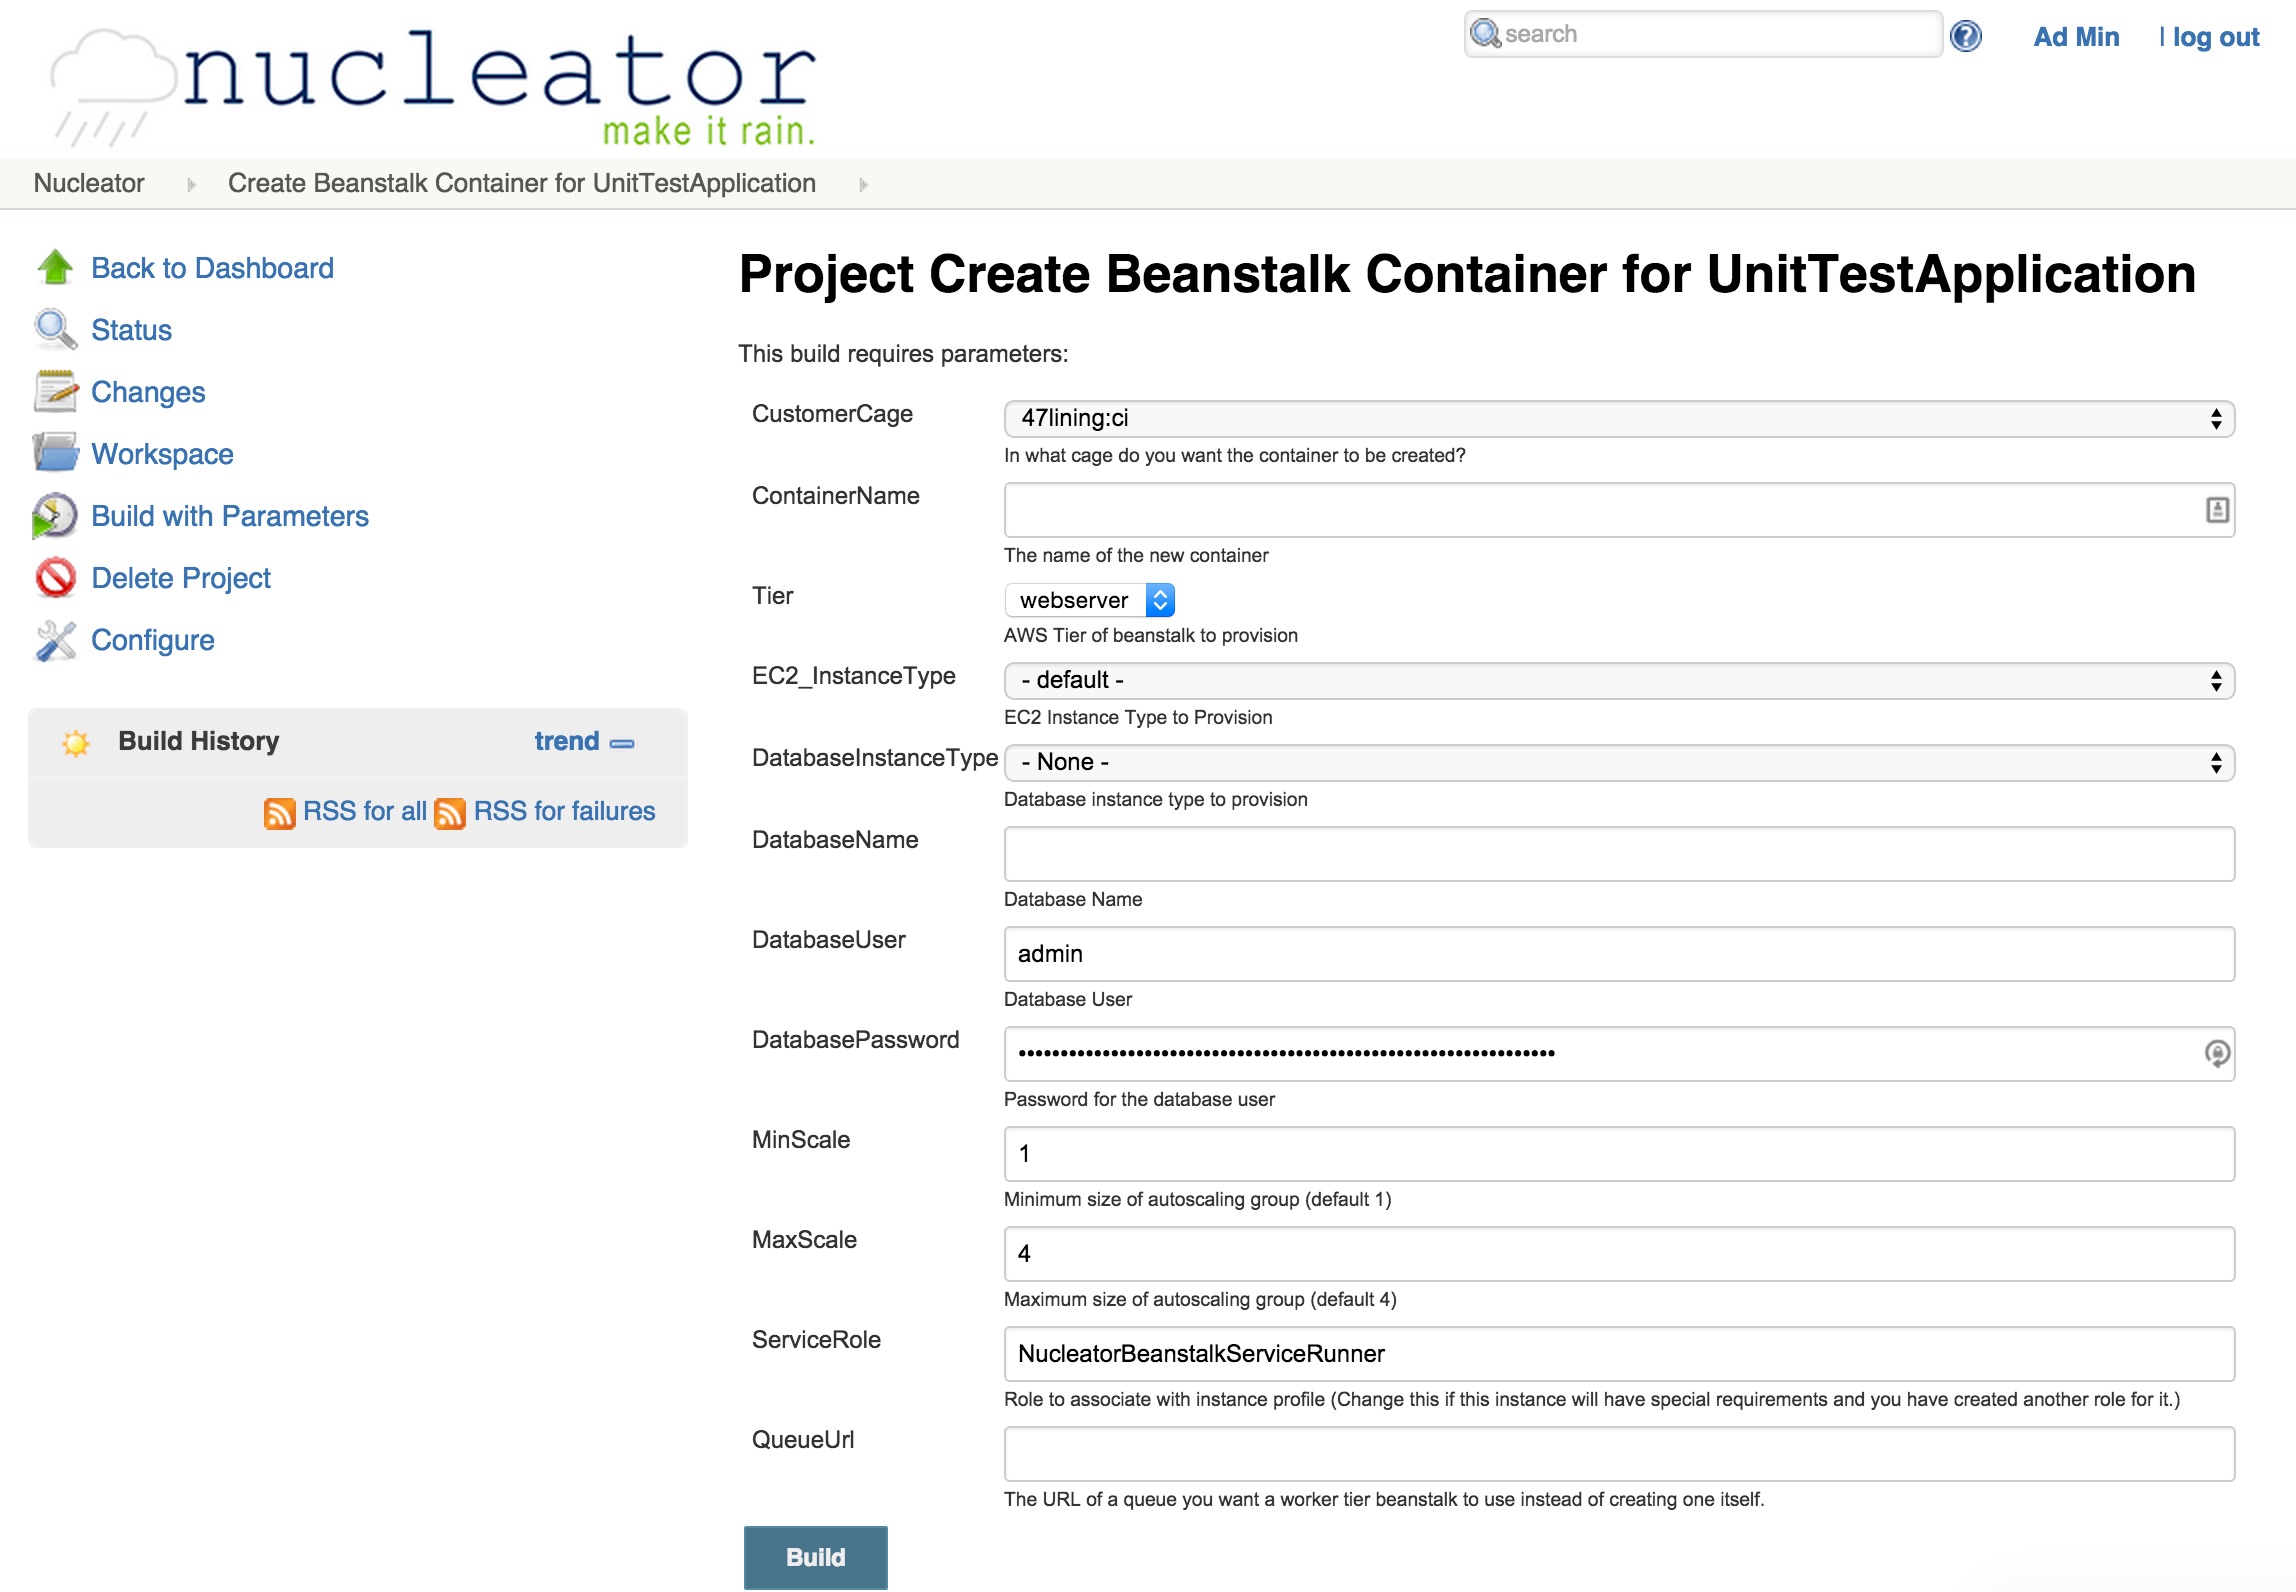 nucleator
make it rain.
search
Ad Min | log out
Nucleator Create Beanstalk Container for UnitTestApplication
Back to Dashboard
Status
Changes
Workspace
Build with Parameters
Delete Project
Configure
Build History trend
RSS for all RSS for failures
Project Create Beanstalk Container for UnitTestApplication
This build requires parameters:
CustomerCage 47lining:ci
In what cage do you want the container to be created?
ContainerName
The name of the new container
Tier webserver
AWS Tier of beanstalk to provision
EC2_InstanceType - default -
EC2 Instance Type to Provision
DatabaseInstanceType - None -
Database instance type to provision
DatabaseName
Database Name
DatabaseUser admin
Database User
DatabasePassword
Password for the database user
MinScale 1
Minimum size of autoscaling group (default 1)
MaxScale 4
Maximum size of autoscaling group (default 4)
ServiceRole NucleatorBeanstalkServiceRunner
Role to associate with instance profile (Change this if this instance will have special requirements and you have created another role for it.)
QueueUrl
The URL of a queue you want a worker tier beanstalk to use instead of creating one itself.
Build